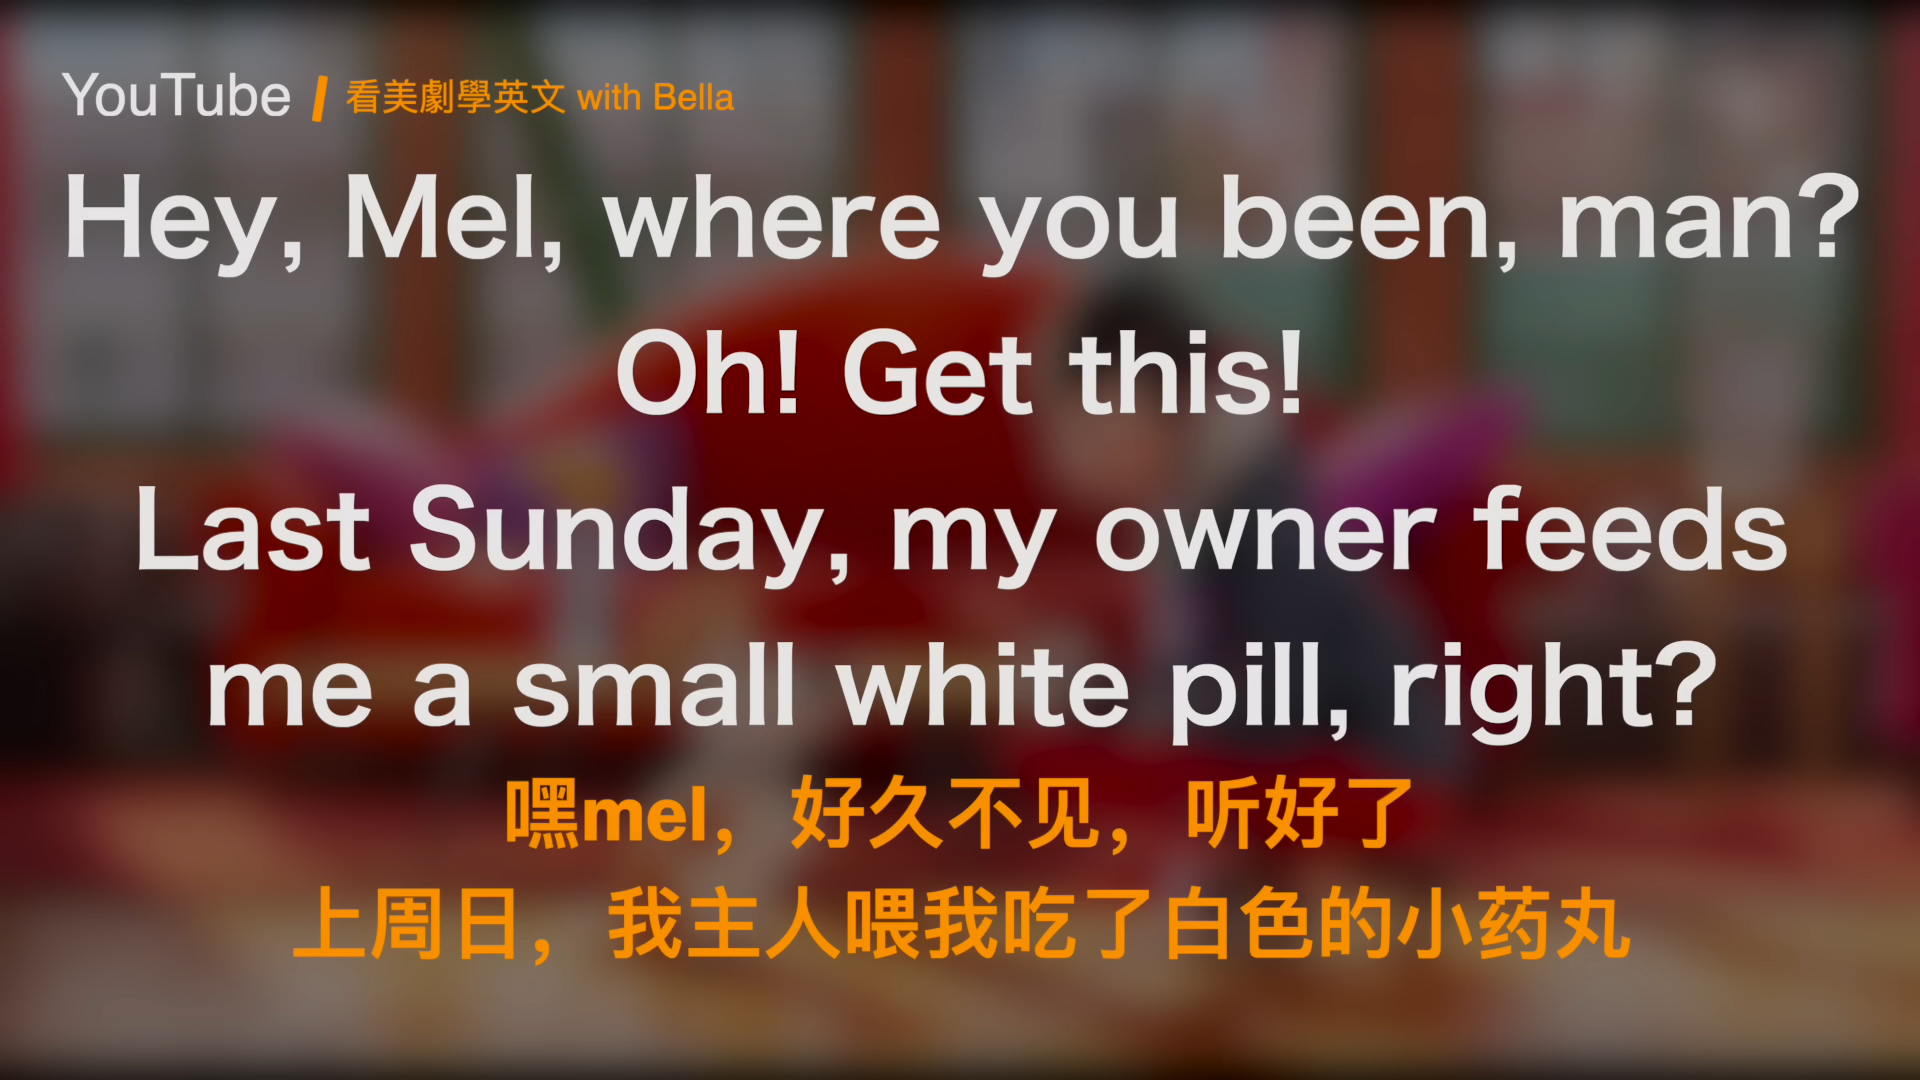 YouTube / 看美劇學英文 with Bella
Hey, Mel, where you been, man?
Oh! Get this!
Last Sunday, my owner feeds
me a small white pill, right?
嘿mel，好久不见，听好了
上周日，我主人喂我吃了白色的小药丸